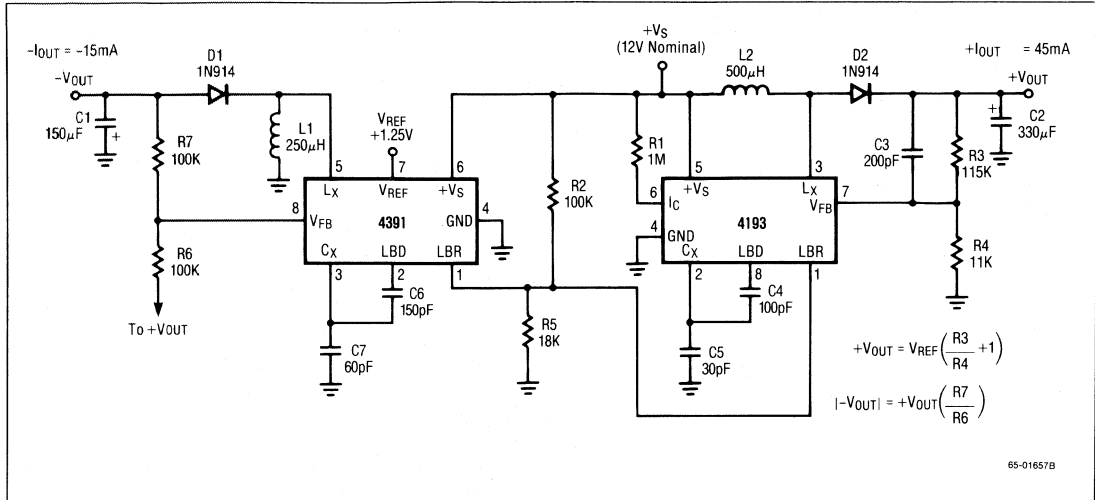 -IOUT = -15mA
-VOUT
D1
1N914
C1
150µF
+
R7
100K
L1
250µH
VREF
+1.25V
5
7
6
LX
VREF
+VS
8
VFB
4391
GND
4
CX
LBD
LBR
3
2
1
R6
100K
TO +VOUT
C6
150pF
C7
60pF
R2
100K
R5
18K
+VS
(12V Nominal)
L2
500µH
D2
1N914
+IOUT = 45mA
+VOUT
+
C2
330µF
R1
1M
C3
200pF
R3
115K
5
3
+VS
LX
6
IC
VFB
7
4
GND
4193
CX
LBD
LBR
2
8
1
R4
11K
C4
100pF
C5
30pF
+VOUT = VREF(R3/R4 +1)
|-VOUT| = +VOUT(R7/R6)
65-01657B